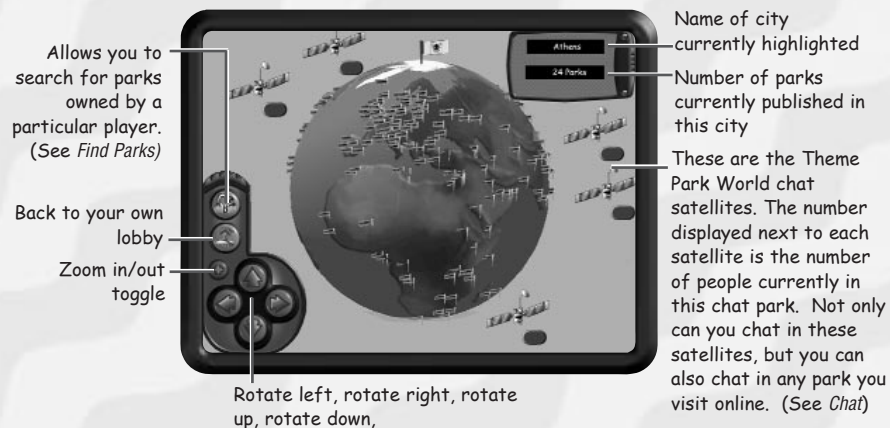 Allows you to
search for parks
owned by a
particular player.
(See Find Parks)
Back to your own
lobby
Zoom in/out
toggle
Athens
24 Parks
Rotate left, rotate right, rotate
up, rotate down,
Name of city
currently highlighted
Number of parks
currently published in
this city
These are the Theme
Park World chat
satellites. The number
displayed next to each
satellite is the number
of people currently in
this chat park. Not only
can you chat in these
satellites, but you can
also chat in any park you
visit online. (See Chat)